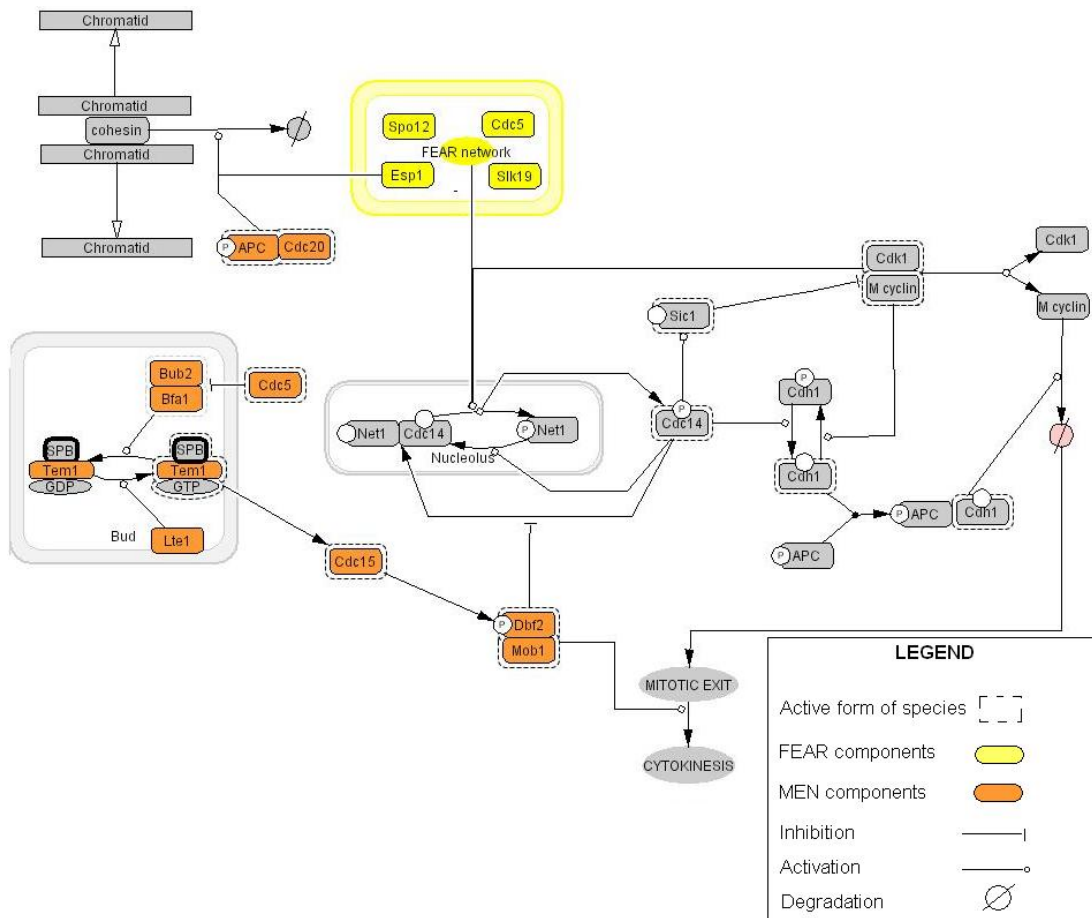 Chromatid
Chromatid
cohesin
Chromatid
Chromatid
P
APC
Cdc20
Spo12
Cdc5
FEAR network
Esp1
Slk19
Cdk1
M cyclin
Cdk1
M cyclin
Sic1
Bub2
Bfa1
Cdc5
SPB
Tem1
GDP
SPB
Tem1
GTP
Bud
Lte1
Net1
Cdc14
P
Net1
Nucleolus
P
Cdc14
P
Cdh1
Cdh1
P
APC
Cdh1
P
APC
Cdc15
P
Dbf2
Mob1
MITOTIC EXIT
CYTOKINESIS
LEGEND
Active form of species
FEAR components
MEN components
Inhibition
Activation
Degradation